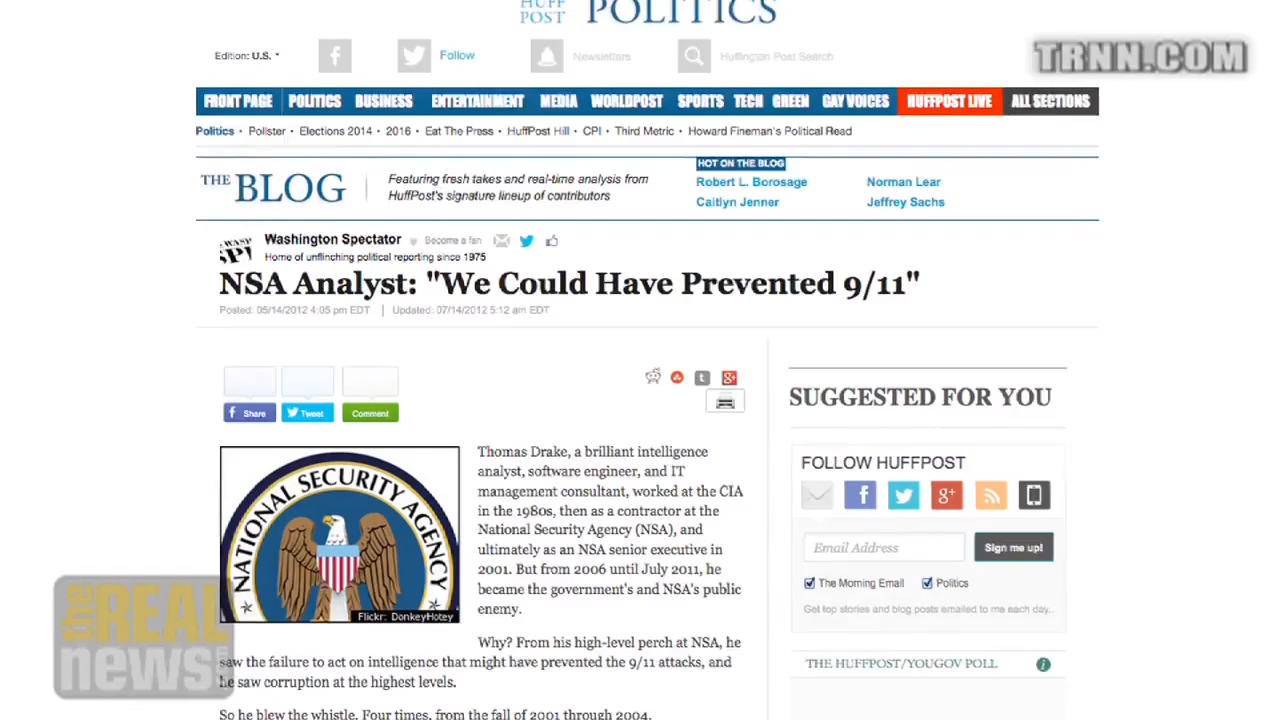 HUFF
POST POLITICS
TRNN.COM
Edition: U.S.
Follow
Newsletters
Huffington Post Search
FRONT PAGE POLITICS BUSINESS ENTERTAINMENT MEDIA WORLDPOST SPORTS TECH GREEN GAY VOICES HUFFPOST LIVE ALL SECTIONS
Politics • Pollster • Elections 2014 • 2016 • Eat The Press • HuffPost Hill • CPI • Third Metric • Howard Fineman's Political Read
THE BLOG
Featuring fresh takes and real-time analysis from
HuffPost's signature lineup of contributors
HOT ON THE BLOG
Robert L. Borosage Norman Lear
Caitlyn Jenner Jeffrey Sachs
Washington Spectator Become a fan
Home of unflinching political reporting since 1975
NSA Analyst: "We Could Have Prevented 9/11"
Posted: 05/14/2012 4:05 pm EDT | Updated: 07/14/2012 5:12 am EDT
Share Tweet Comment
NATIONAL SECURITY AGENCY
Flickr: DonkeyHotey
Thomas Drake, a brilliant intelligence
analyst, software engineer, and IT
management consultant, worked at the CIA
in the 1980s, then as a contractor at the
National Security Agency (NSA), and
ultimately as an NSA senior executive in
2001. But from 2006 until July 2011, he
became the government's and NSA's public
enemy.
Why? From his high-level perch at NSA, he
saw the failure to act on intelligence that might have prevented the 9/11 attacks, and
he saw corruption at the highest levels.
So he blew the whistle. Four times, from the fall of 2001 through 2004.
SUGGESTED FOR YOU
FOLLOW HUFFPOST
Email Address
Sign me up!
The Morning Email Politics
Get top stories and blog posts emailed to me each day..
THE HUFFPOST/YOUGOV POLL
the REAL
news.com